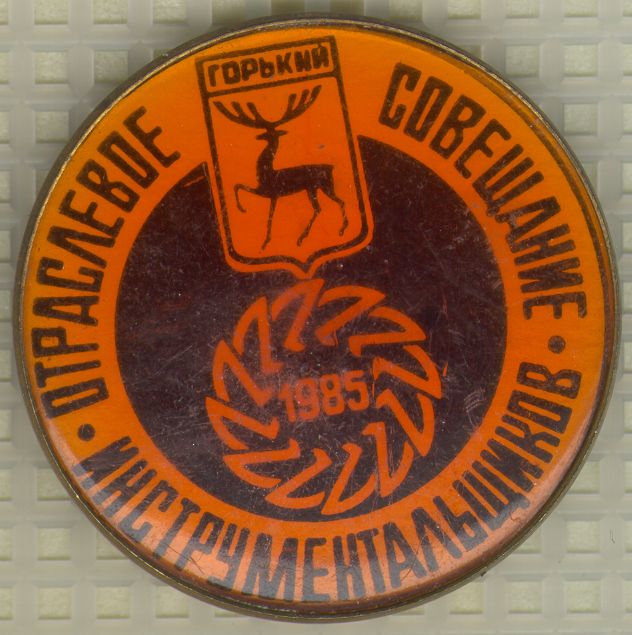 ГОРЬКИЙ
ОТРАСЛЕВОЕ СОВЕЩАНИЕ
• ИНСТРУМЕНТАЛЬЩИКОВ •
1985